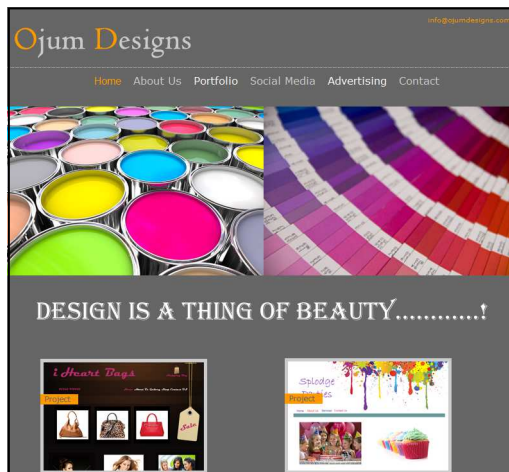 info@ojumdesigns.com
Ojum Designs
Home About Us Portfolio Social Media Advertising Contact
DESIGN IS A THING OF BEAUTY............!
i Heart Bags
Project
Sale
Splodge
Project